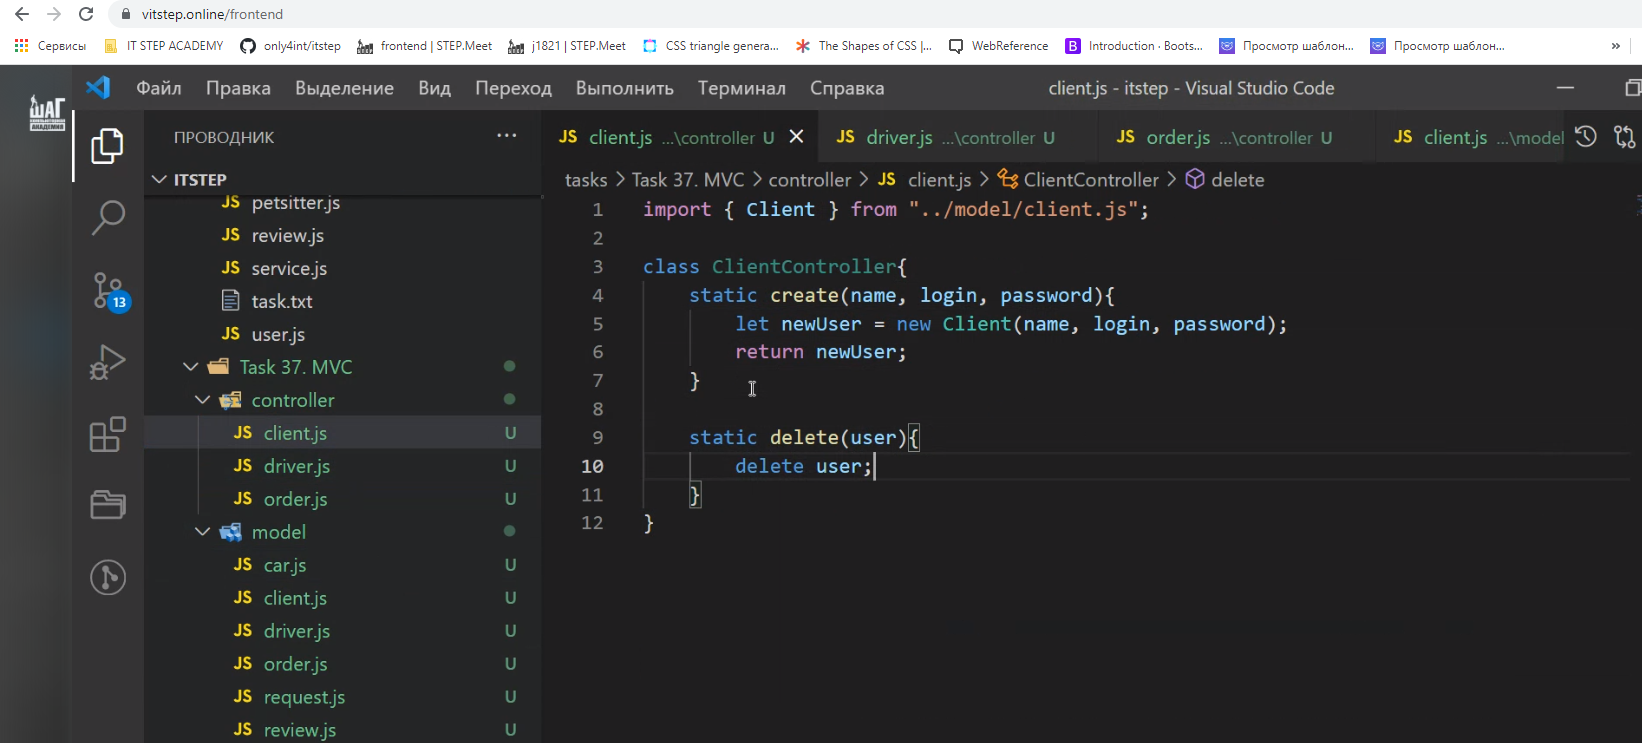 vitstep.online/frontend
Сервисы IT STEP ACADEMY only4int/itstep frontend | STEP.Meet j1821 | STEP.Meet CSS triangle genera... The Shapes of CSS |... WebReference B Introduction · Boots... Просмотр шаблон... Просмотр шаблон... »
ШАГ
Файл Правка Выделение Вид Переход Выполнить Терминал Справка client.js - itstep - Visual Studio Code
ПРОВОДНИК ···
JS client.js ...\controller U JS driver.js ...\controller U JS order.js ...\controller U JS client.js ...\model
ITSTEP
tasks > Task 37. MVC > controller > JS client.js > ClientController > delete
JS petsitter.js
JS review.js
JS service.js
task.txt
13
JS user.js
Task 37. MVC
controller
JS client.js U
JS driver.js U
JS order.js U
model
JS car.js U
JS client.js U
JS driver.js U
JS order.js U
JS request.js U
JS review.js U
1 import { Client } from "../model/client.js";
2
3 class ClientController{
4 static create(name, login, password){
5 let newUser = new Client(name, login, password);
6 return newUser;
7 }
8
9 static delete(user){
10 delete user;
11 }
12 }